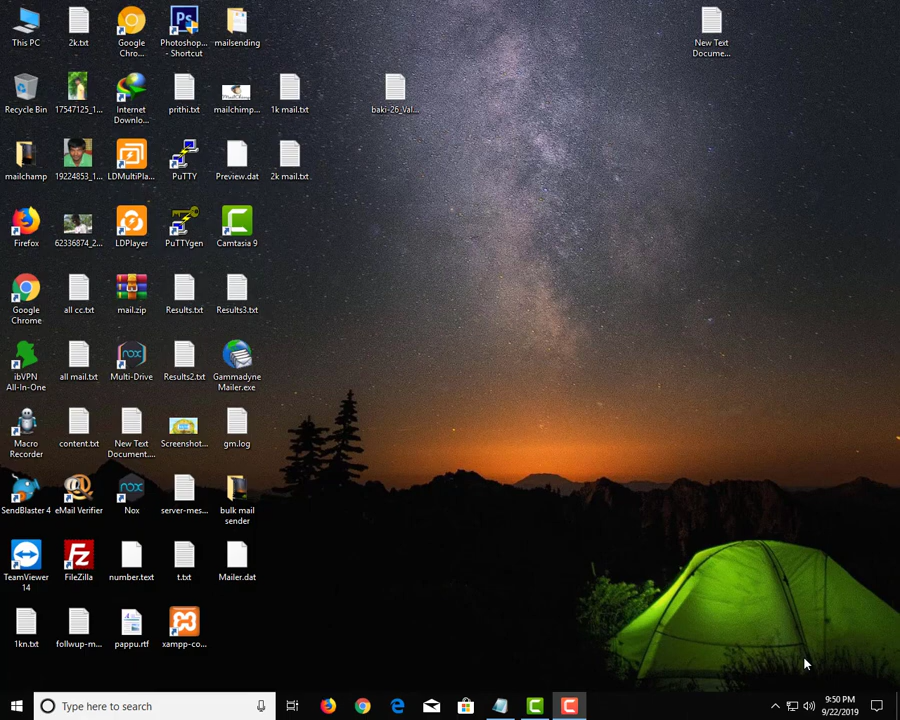 This PC
2k.txt
Google
Chro...
Photoshop...
- Shortcut
mailsending
New Text
Docume...
Recycle Bin
17547125_1...
Internet
Downlo...
prithi.txt
mailchimp...
1k mail.txt
baki-26_Val...
mailchamp
19224853_1...
LDMultiPla...
PuTTY
Preview.dat
2k mail.txt
Firefox
62336874_2...
LDPlayer
PuTTYgen
Camtasia 9
Google
Chrome
all cc.txt
mail.zip
Results.txt
Results3.txt
ibVPN
All-In-One
all mail.txt
Multi-Drive
Results2.txt
Gammadyne
Mailer.exe
Macro
Recorder
content.txt
New Text
Document....
Screenshot...
gm.log
SendBlaster 4
eMail Verifier
Nox
server-mes...
bulk mail
sender
TeamViewer
14
FileZilla
number.text
t.txt
Mailer.dat
1kn.txt
follwup-m...
pappu.rtf
xampp-co...
Type here to search
9:50 PM
9/22/2019